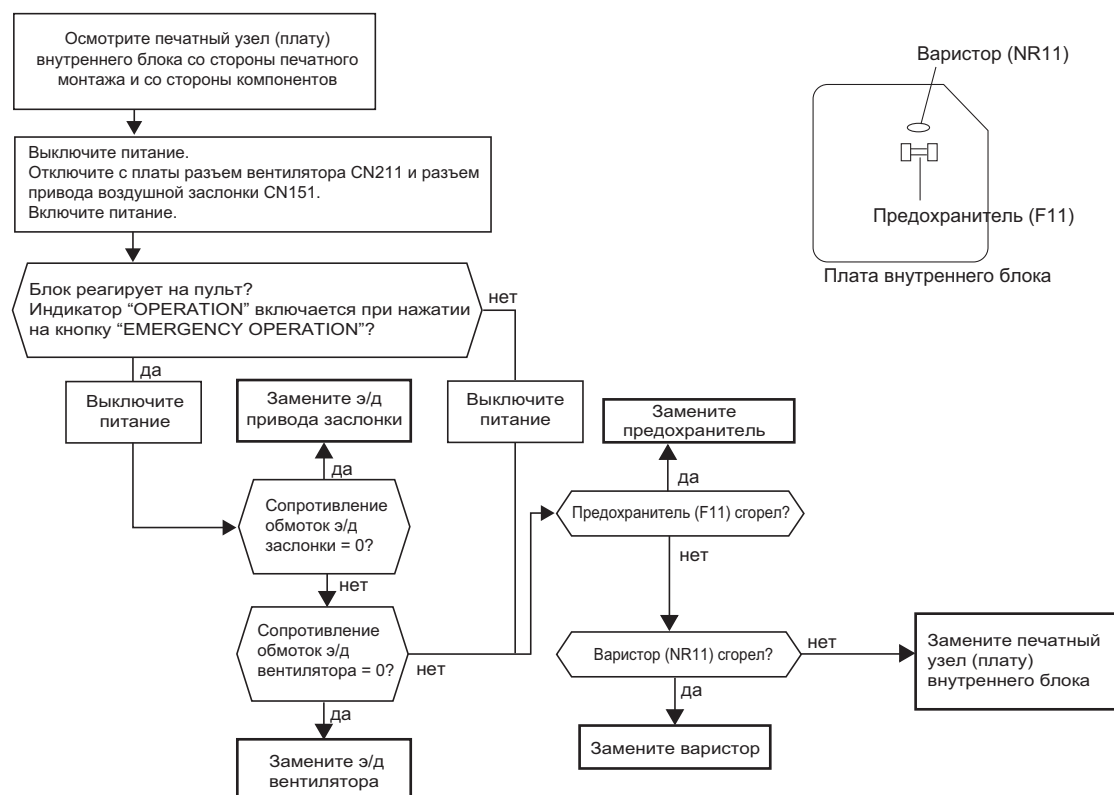 Осмотрите печатный узел (плату)
внутреннего блока со стороны печатного
монтажа и со стороны компонентов
Варистор (NR11)
Предохранитель (F11)
Плата внутреннего блока
Выключите питание.
Отключите с платы разъем вентилятора CN211 и разъем
привода воздушной заслонки CN151.
Включите питание.
Блок реагирует на пульт?
Индикатор “OPERATION” включается при нажатии
на кнопку “EMERGENCY OPERATION”?
нет
да
Выключите
питание
Замените э/д
привода заслонки
Выключите
питание
Замените
предохранитель
да
да
Сопротивление
обмоток э/д
заслонки = 0?
Предохранитель (F11) сгорел?
нет
нет
Сопротивление
обмоток э/д
вентилятора = 0?
нет
Варистор (NR11) сгорел?
нет
Замените печатный
узел (плату)
внутреннего блока
да
да
Замените э/д
вентилятора
Замените варистор